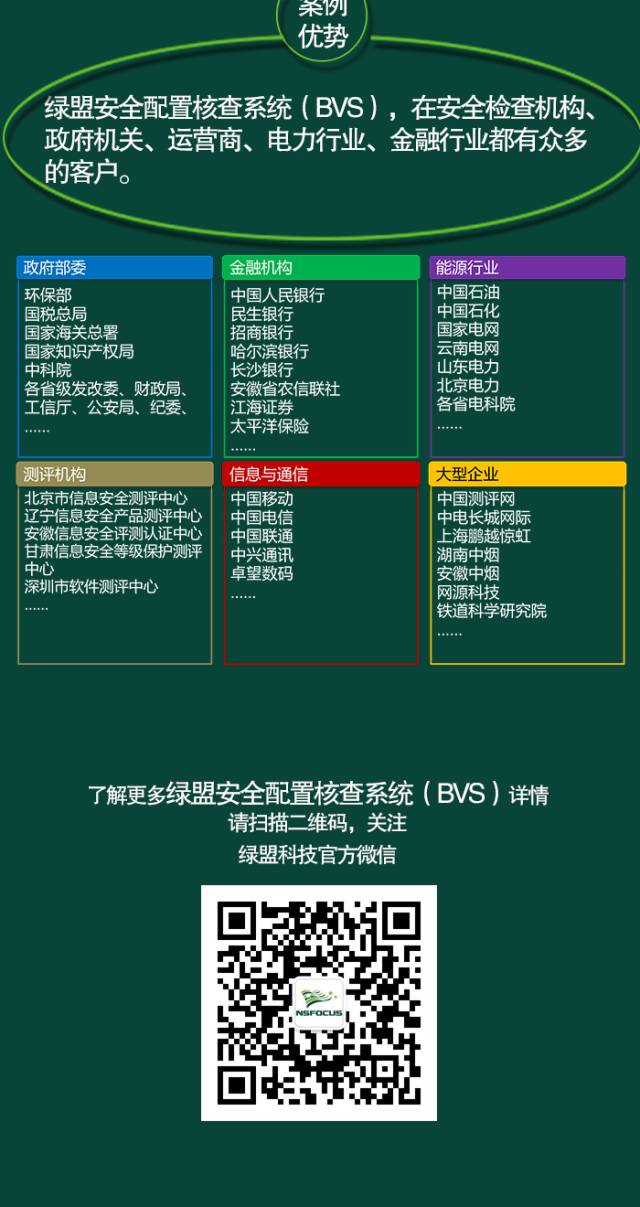 案例
优势
绿盟安全配置核查系统（BVS），在安全检查机构、
政府机关、运营商、电力行业、金融行业都有众多
的客户。
政府部委
环保部
国税总局
国家海关总署
国家知识产权局
中科院
各省级发改委、财政局、
工信厅、公安局、纪委、
......
金融机构
中国人民银行
民生银行
招商银行
哈尔滨银行
长沙银行
安徽省农信联社
江海证券
太平洋保险
......
能源行业
中国石油
中国石化
国家电网
云南电网
山东电力
北京电力
各省电科院
......
测评机构
北京市信息安全测评中心
辽宁信息安全产品测评中心
安徽信息安全评测认证中心
甘肃信息安全等级保护测评
中心
深圳市软件测评中心
......
信息与通信
中国移动
中国电信
中国联通
中兴通讯
卓望数码
......
大型企业
中国测评网
中电长城网际
上海鹏越惊虹
湖南中烟
安徽中烟
网源科技
铁道科学研究院
......
了解更多绿盟安全配置核查系统（BVS）详情
请扫描二维码，关注
绿盟科技官方微信
NSFOCUS